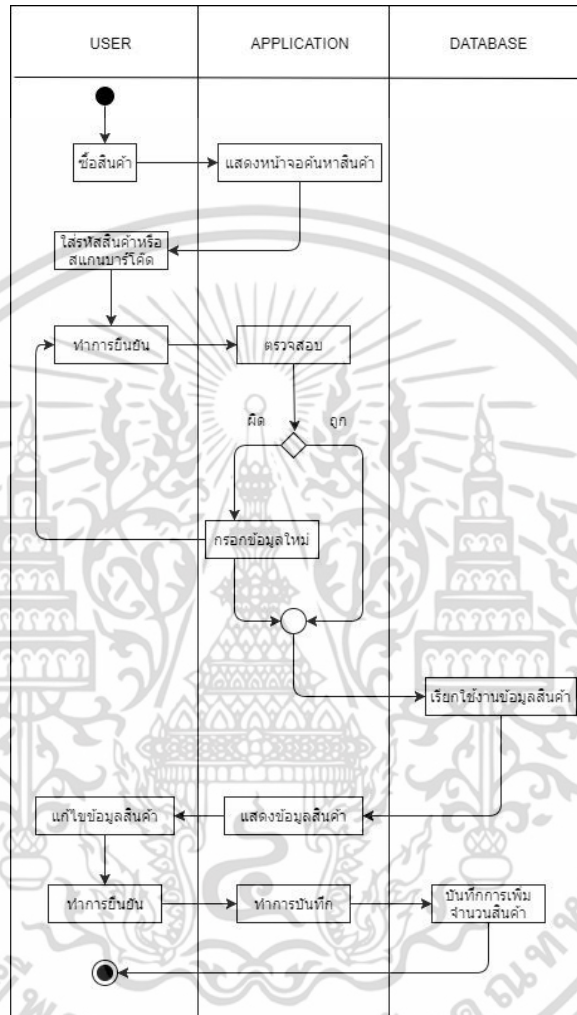 USER
APPLICATION
DATABASE
ซื้อสินค้า
แสดงหน้าจอค้นหาสินค้า
ใส่รหัสสินค้าหรือ
สแกนบาร์โค๊ด
ทำการยืนยัน
ตรวจสอบ
ผิด
ถูก
กรอกข้อมูลใหม่
เรียกใช้งานข้อมูลสินค้า
แก้ไขข้อมูลสินค้า
แสดงข้อมูลสินค้า
ทำการยืนยัน
ทำการบันทึก
บันทึกการเพิ่ม
จำนวนสินค้า